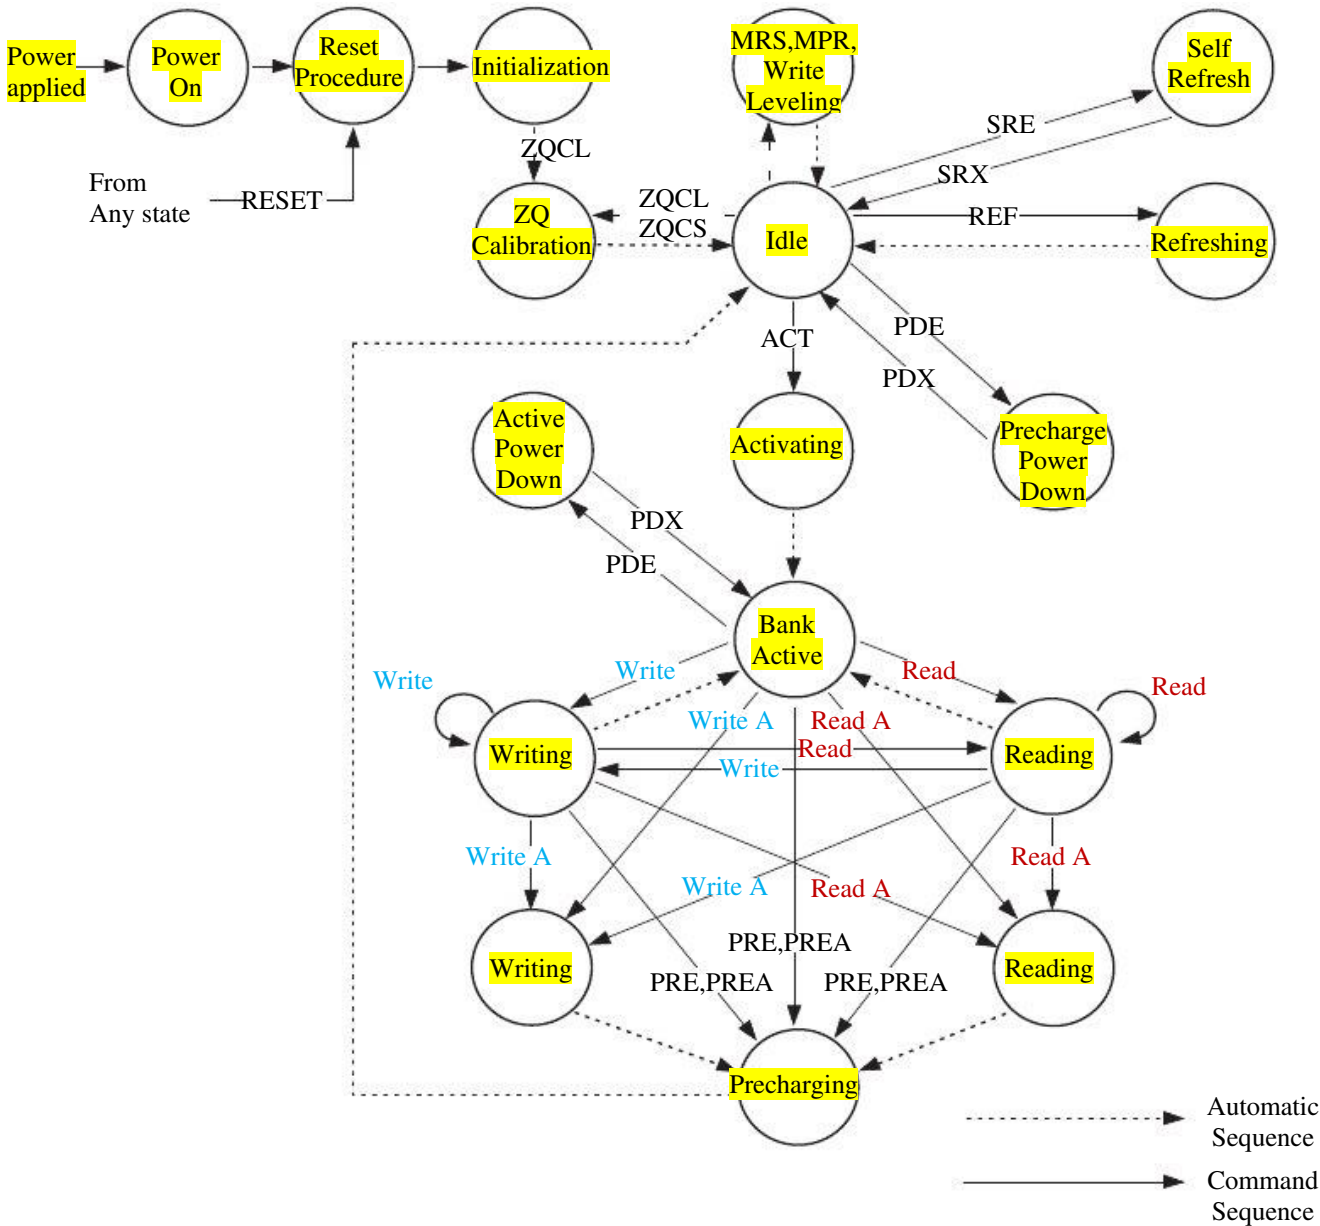 Power
applied
Power
On
Reset
Procedure
Initialization
MRS,MPR,
Write
Leveling
Self
Refresh
From
Any state
RESET
ZQCL
ZQ
Calibration
ZQCL
ZQCS
Idle
SRE
SRX
REF
Refreshing
ACT
PDE
PDX
Active
Power
Down
Activating
Precharge
Power
Down
PDX
PDE
Bank
Active
Write
Write
Read
Read
Write A
Read A
Writing
Read
Write
Reading
Write A
Write A
Read A
Read A
Writing
PRE,PREA
PRE,PREA
PRE,PREA
Reading
Precharging
Automatic
Sequence
Command
Sequence